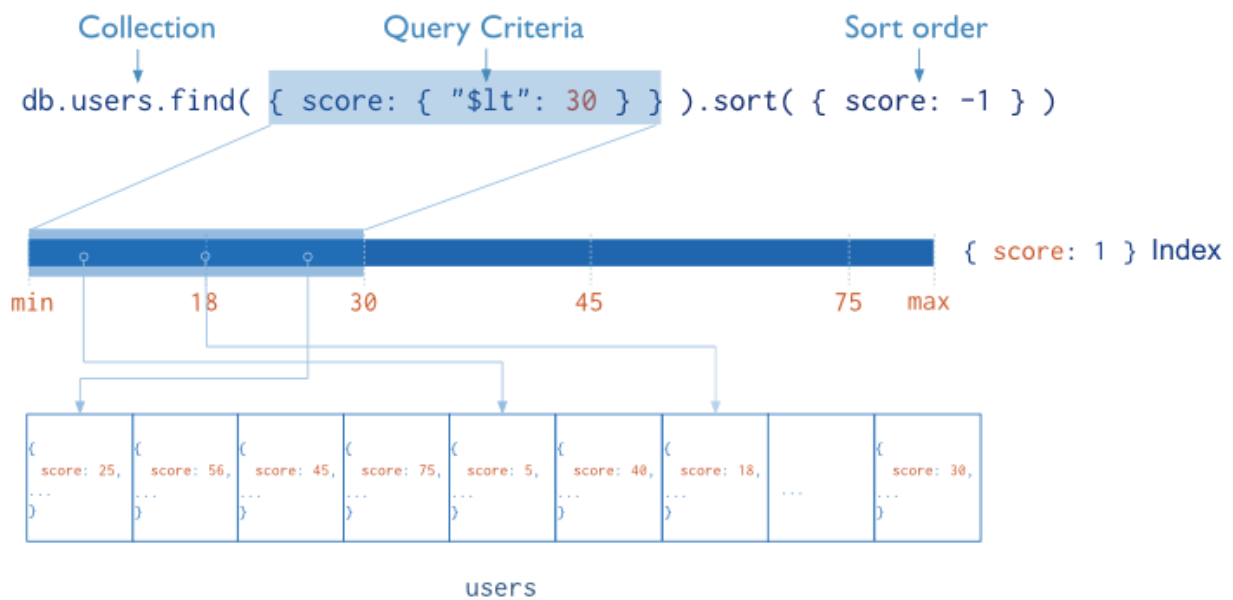 Collection Query Criteria Sort order
db.users.find( { score: { "$lt": 30 } } ).sort( { score: -1 } )
{ score: 1 } Index
min 18 30 45 75 max
{ { { { { { { {
score: 25, score: 56, score: 45, score: 75, score: 5, score: 40, score: 18, score: 30,
... ... ... ... ... ... ... ... ...
} } } } } } } }
users